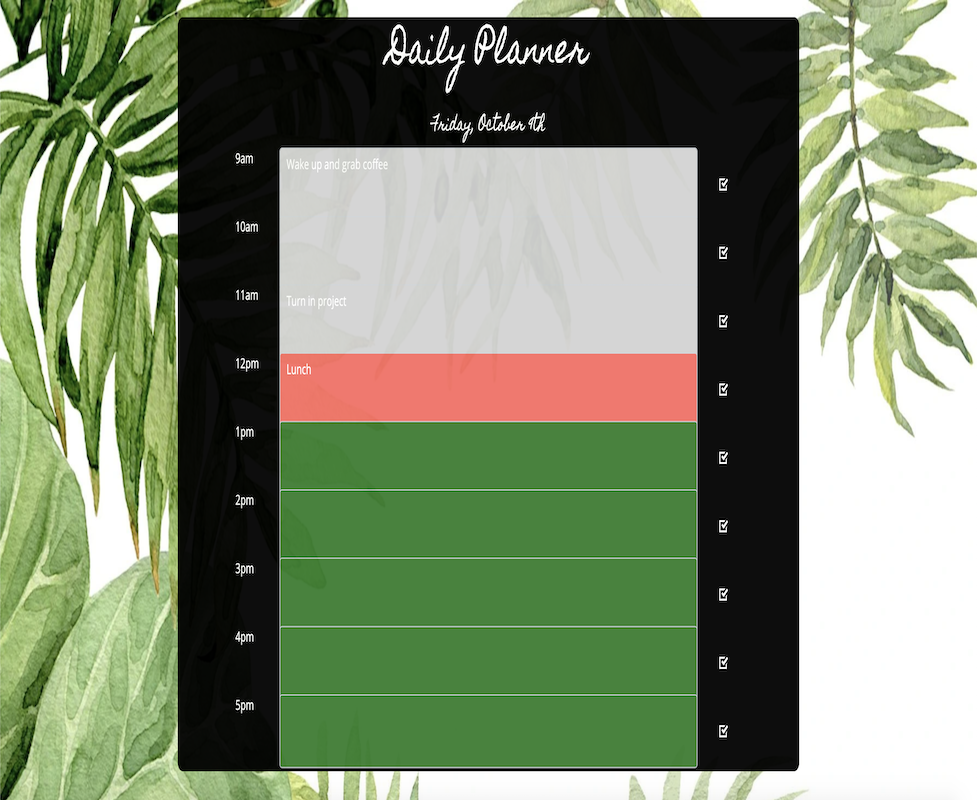 Daily Planner
Friday, October 9th
9am Wake up and grab coffee
10am
11am Turn in project
12pm Lunch
1pm
2pm
3pm
4pm
5pm